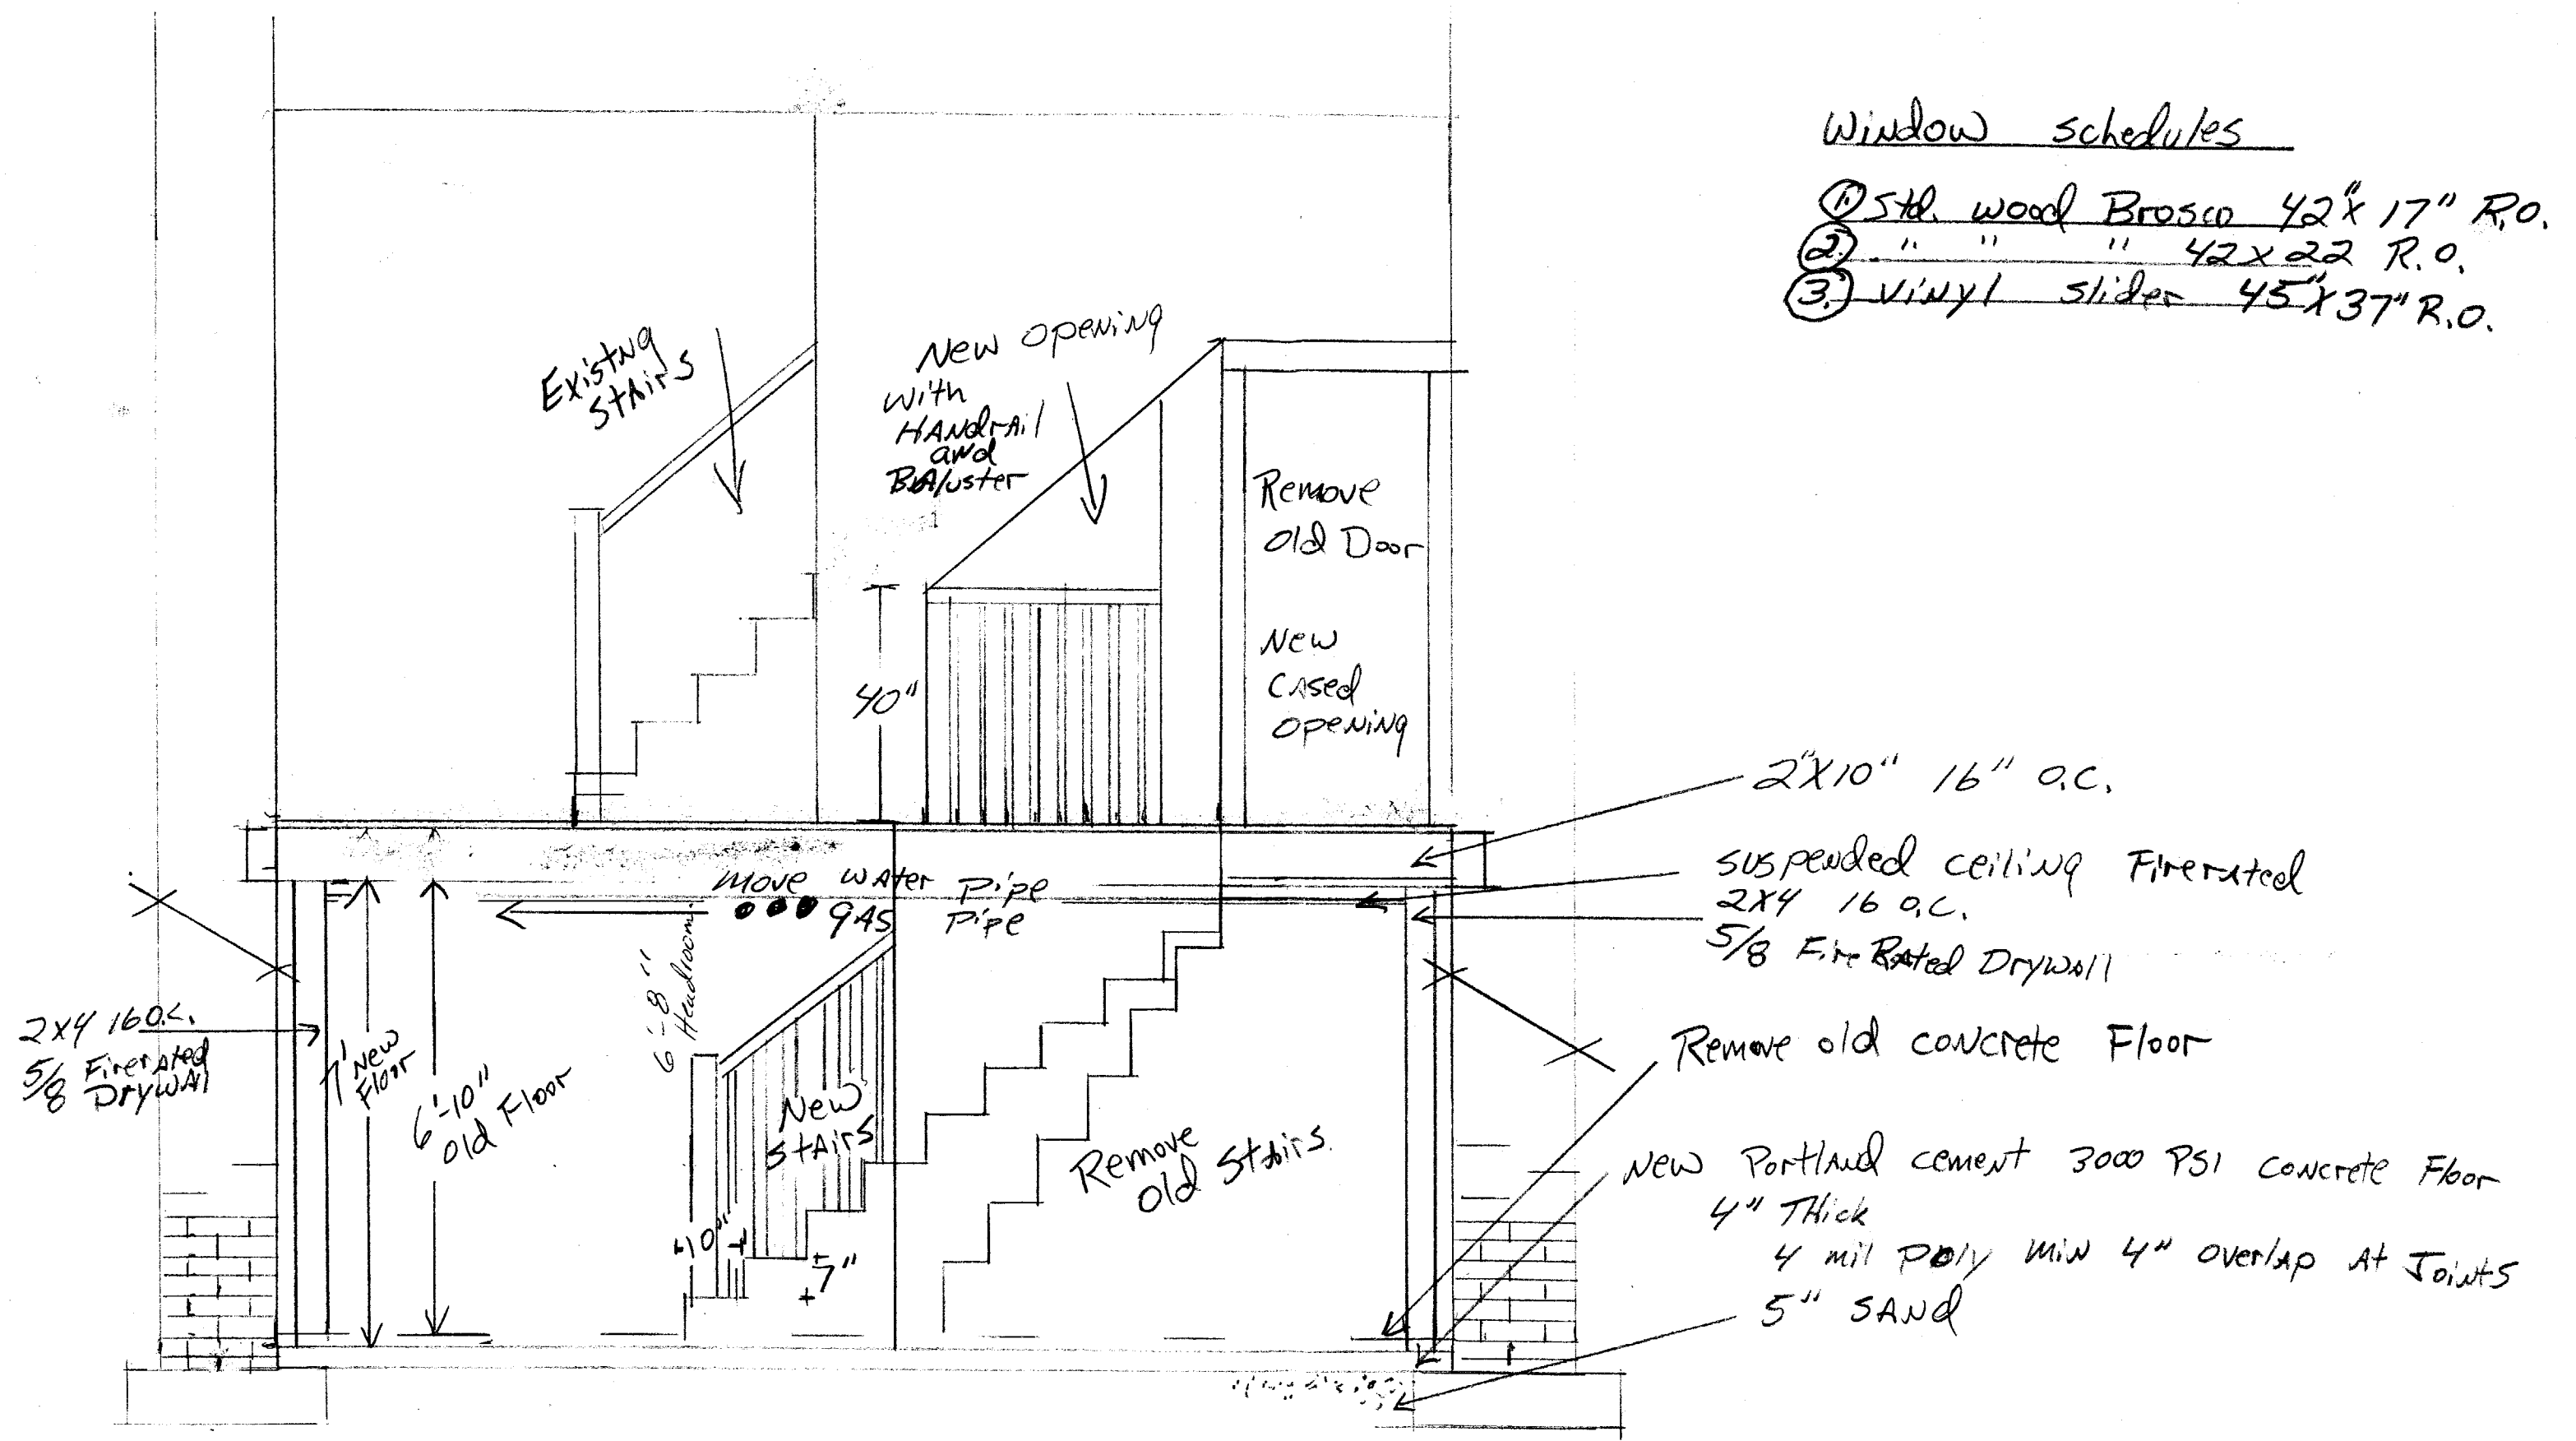 Window schedules
1. Std. wood Brosco 42" x 17" R.O.
2. " " " 42 x 22 R.O.
3. vinyl slider 45" x 37" R.O.
Existng
Stairs
New opening
with
Handrail
and
Baluster
Remove
old Door
New
cased
opening
40"
2"x10" 16" O.C.
suspended ceiling Firerated
2x4 16 O.C.
5/8 Fire Rated Drywall
move water pipe
gas pipe
6'-8"
Headroom
2x4 16 O.C.
5/8 Firerated
Drywall
7' New
Floor
6'-10"
old Floor
New
Stairs
Remove
old Stairs.
10"
7"
Remove old concrete Floor
New Portland cement 3000 PSI concrete Floor
4" Thick
4 mil poly min 4" overlap at Joints
5" SAND